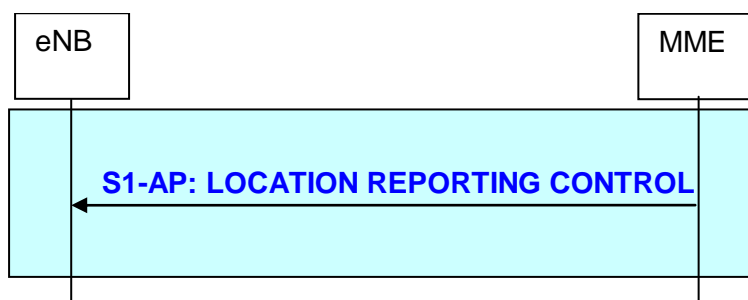 eNB
MME
S1-AP: LOCATION REPORTING CONTROL